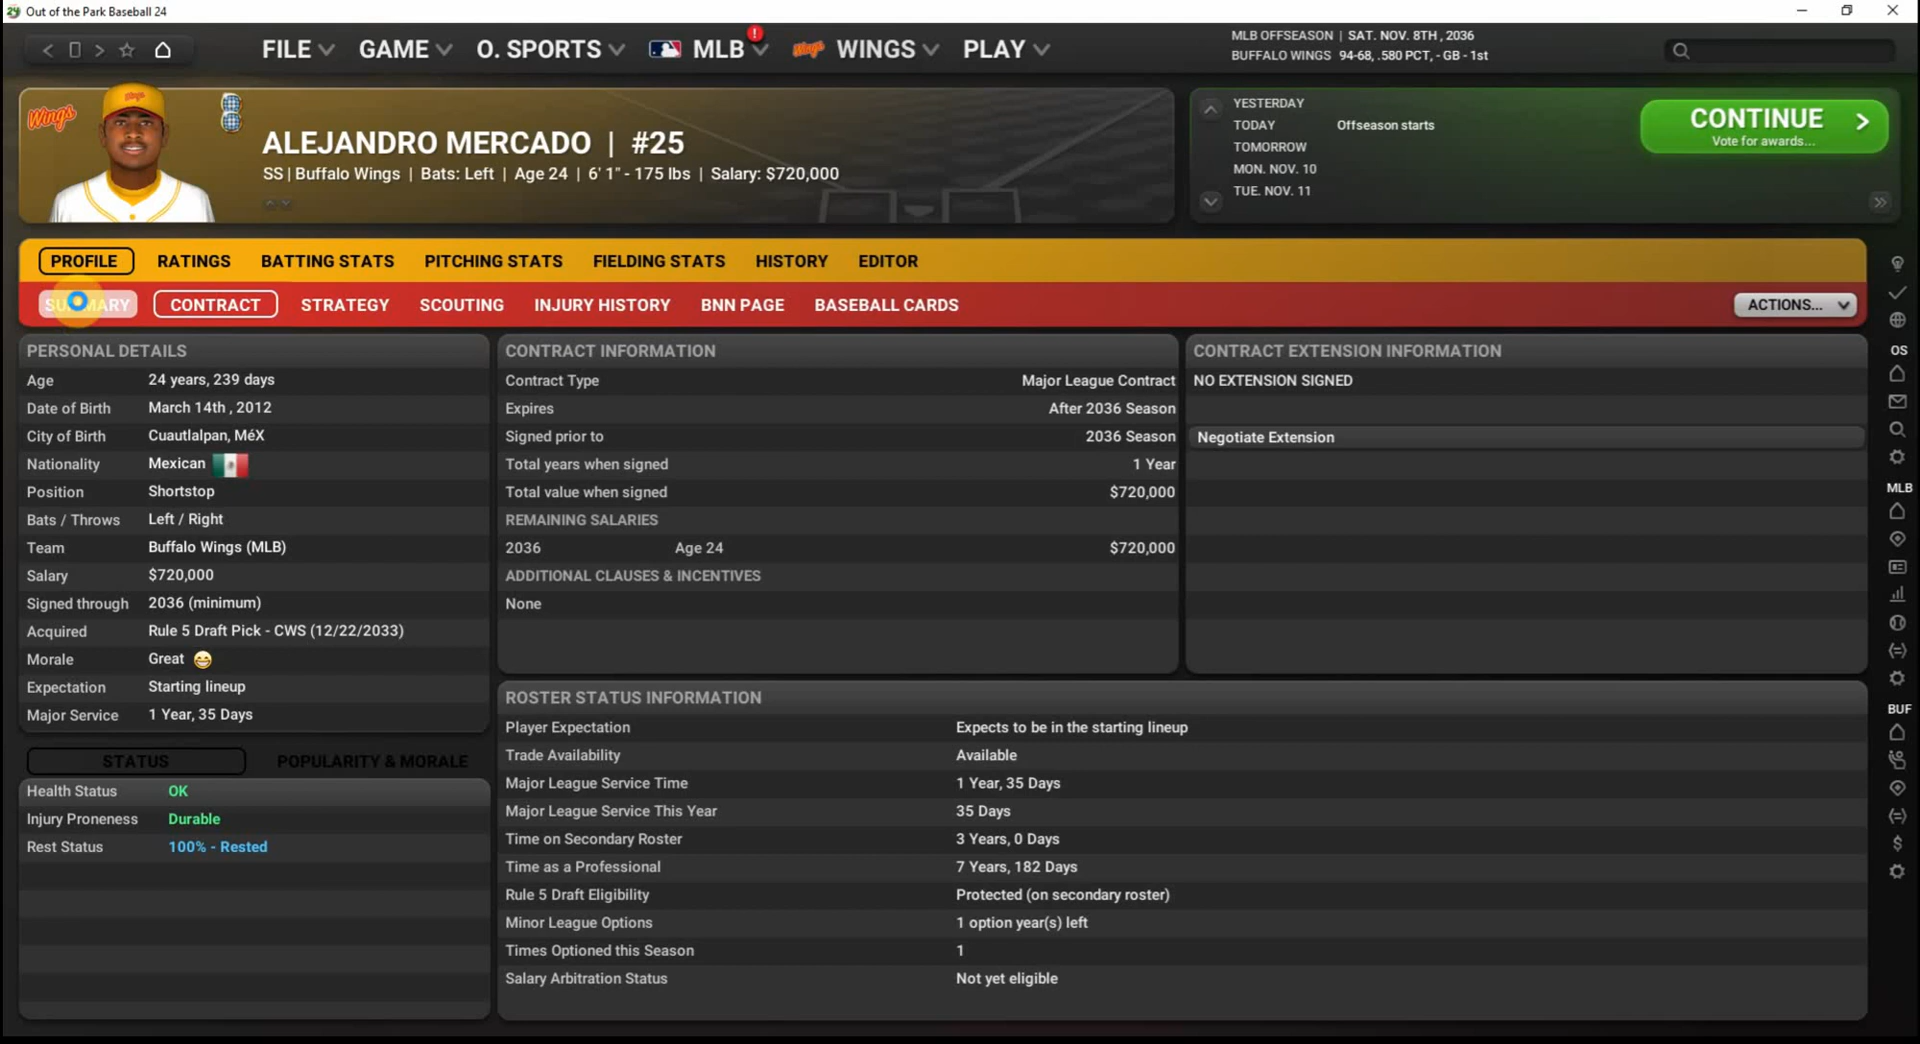 Out of the Park Baseball 24
FILE GAME O. SPORTS MLB WINGS PLAY
MLB OFFSEASON | SAT. NOV. 8TH , 2036
BUFFALO WINGS 94-68, .580 PCT, - GB - 1st
Wings
ALEJANDRO MERCADO | #25
SS | Buffalo Wings | Bats: Left | Age 24 | 6' 1" - 175 lbs | Salary: $720,000
YESTERDAY
TODAY Offseason starts
TOMORROW
MON. NOV. 10
TUE. NOV. 11
CONTINUE
Vote for awards...
PROFILE RATINGS BATTING STATS PITCHING STATS FIELDING STATS HISTORY EDITOR
SUMMARY CONTRACT STRATEGY SCOUTING INJURY HISTORY BNN PAGE BASEBALL CARDS ACTIONS...
PERSONAL DETAILS
Age 24 years, 239 days
Date of Birth March 14th , 2012
City of Birth Cuautlalpan, MéX
Nationality Mexican
Position Shortstop
Bats / Throws Left / Right
Team Buffalo Wings (MLB)
Salary $720,000
Signed through 2036 (minimum)
Acquired Rule 5 Draft Pick - CWS (12/22/2033)
Morale Great
Expectation Starting lineup
Major Service 1 Year, 35 Days
STATUS POPULARITY & MORALE
Health Status OK
Injury Proneness Durable
Rest Status 100% - Rested
CONTRACT INFORMATION
Contract Type Major League Contract
Expires After 2036 Season
Signed prior to 2036 Season
Total years when signed 1 Year
Total value when signed $720,000
REMAINING SALARIES
2036 Age 24 $720,000
ADDITIONAL CLAUSES & INCENTIVES
None
CONTRACT EXTENSION INFORMATION
NO EXTENSION SIGNED
Negotiate Extension
ROSTER STATUS INFORMATION
Player Expectation Expects to be in the starting lineup
Trade Availability Available
Major League Service Time 1 Year, 35 Days
Major League Service This Year 35 Days
Time on Secondary Roster 3 Years, 0 Days
Time as a Professional 7 Years, 182 Days
Rule 5 Draft Eligibility Protected (on secondary roster)
Minor League Options 1 option year(s) left
Times Optioned this Season 1
Salary Arbitration Status Not yet eligible
OS
MLB
BUF